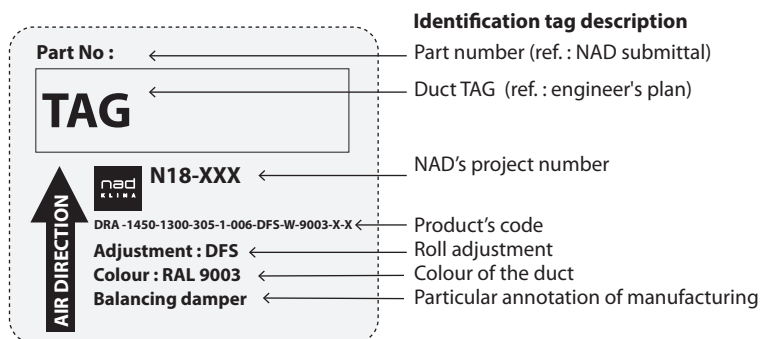 Identification tag description
Part No :
Part number (ref. : NAD submittal)
TAG
Duct TAG (ref. : engineer's plan)
nad
KLIMA
N18-XXX
NAD's project number
DRA -1450-1300-305-1-006-DFS-W-9003-X-X
Product's code
Adjustment : DFS
Roll adjustment
Colour : RAL 9003
Colour of the duct
Balancing damper
Particular annotation of manufacturing
AIR DIRECTION